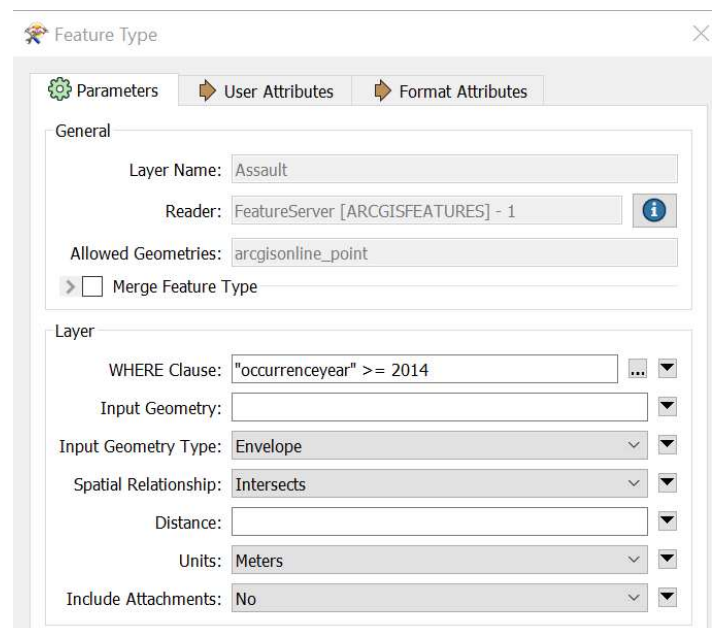 Feature Type
Parameters User Attributes Format Attributes
General
Layer Name: Assault
Reader: FeatureServer [ARCGISFEATURES] - 1
Allowed Geometries: arcgisonline_point
Merge Feature Type
Layer
WHERE Clause: "occurrenceyear" >= 2014 ...
Input Geometry:
Input Geometry Type: Envelope
Spatial Relationship: Intersects
Distance:
Units: Meters
Include Attachments: No